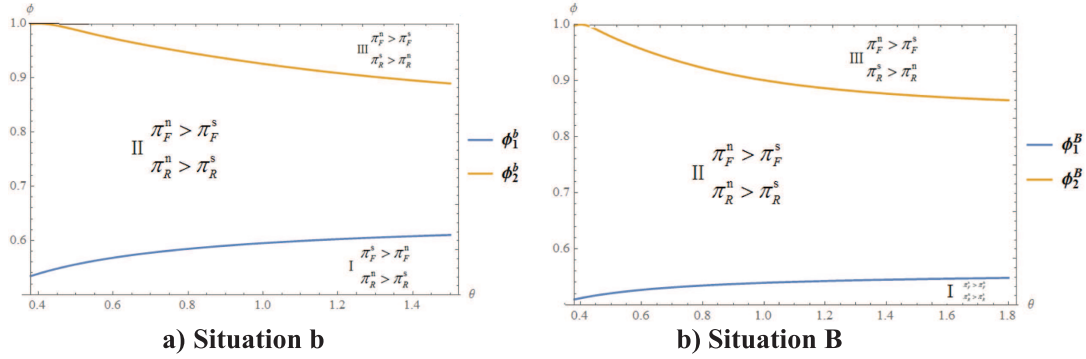 ϕ
1.0
0.9
0.8
0.7
0.6
0.4 0.6 0.8 1.0 1.2 1.4
θ
III π_F^n > π_F^s
π_R^s > π_R^n
II π_F^n > π_F^s
π_R^n > π_R^s
I π_F^s > π_F^n
π_R^n > π_R^s
ϕ_1^b
ϕ_2^b
a) Situation b
ϕ
1.0
0.9
0.8
0.7
0.6
0.4 0.6 0.8 1.0 1.2 1.4 1.6 1.8
θ
III π_F^n > π_F^s
π_R^s > π_R^n
II π_F^n > π_F^s
π_R^n > π_R^s
I
ϕ_1^B
ϕ_2^B
b) Situation B